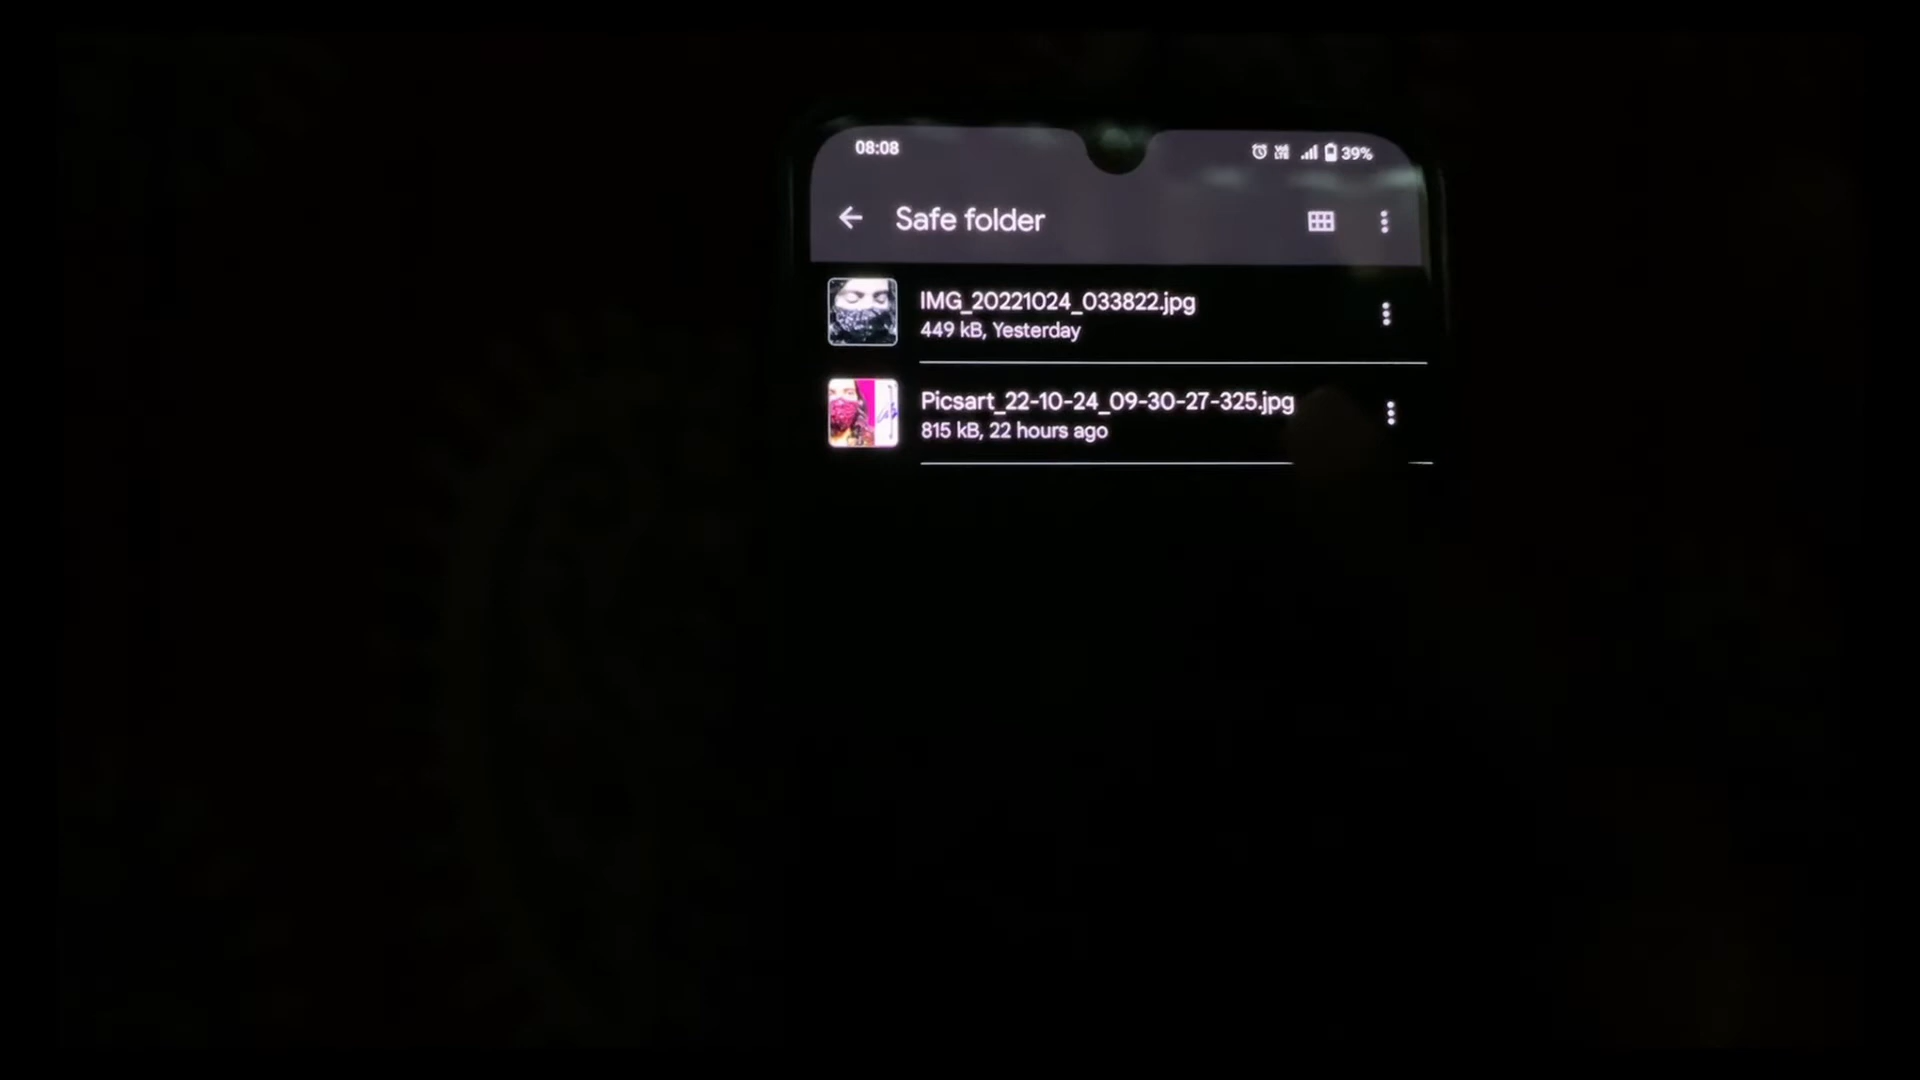 08:08
39%
Safe folder
IMG_20221024_033822.jpg
449 kB, Yesterday
Picsart_22-10-24_09-30-27-325.jpg
815 kB, 22 hours ago